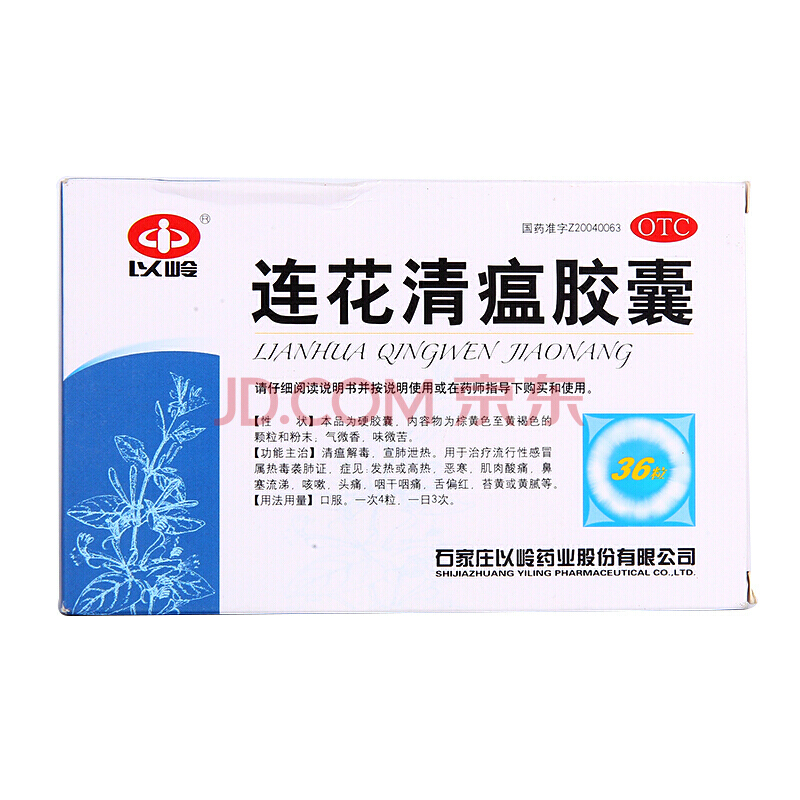 以岭
®
国药准字Z20040063
OTC
连花清瘟胶囊
LIANHUA QINGWEN JIAONANG
请仔细阅读说明书并按说明使用或在药师指导下购买和使用。
JD.COM 京东
【性　状】本品为硬胶囊，内容物为棕黄色至黄褐色的
颗粒和粉末；气微香，味微苦。
【功能主治】清瘟解毒，宣肺泄热。用于治疗流行性感冒
属热毒袭肺证，症见:发热或高热，恶寒，肌肉酸痛，鼻
塞流涕，咳嗽，头痛，咽干咽痛，舌偏红，苔黄或黄腻等。
【用法用量】口服。一次4粒，一日3次。
36粒
石家庄以岭药业股份有限公司
SHIJIAZHUANG YILING PHARMACEUTICAL CO.,LTD.